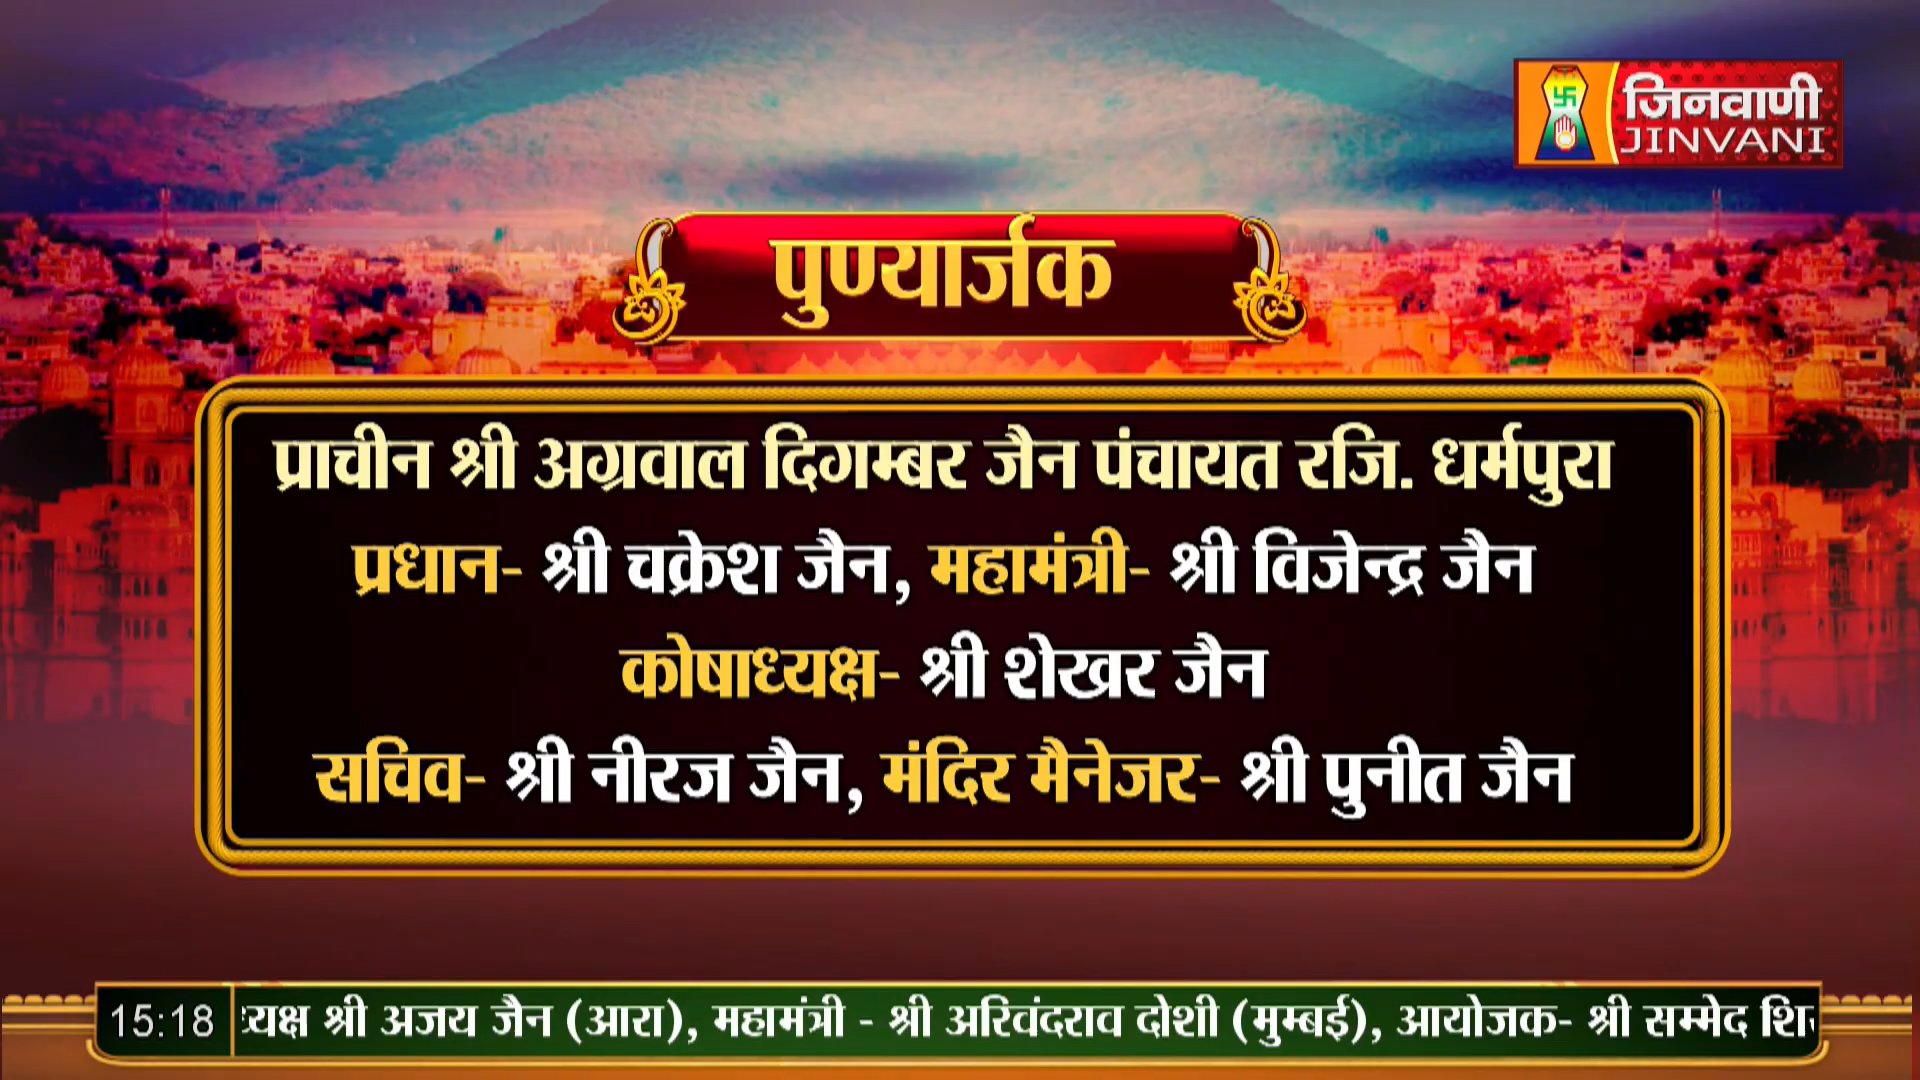 जिनवाणी
JINVANI
पुण्यार्जक
प्राचीन श्री अग्रवाल दिगम्बर जैन पंचायत रजि. धर्मपुरा
प्रधान- श्री चक्रेश जैन, महामंत्री- श्री विजेन्द्र जैन
कोषाध्यक्ष- श्री शेखर जैन
सचिव- श्री नीरज जैन, मंदिर मैनेजर- श्री पुनीत जैन
15:18 श्री अजय जैन (आरा), महामंत्री - श्री अरिवंदराव दोशी (मुम्बई), आयोजक- श्री सम्मेद